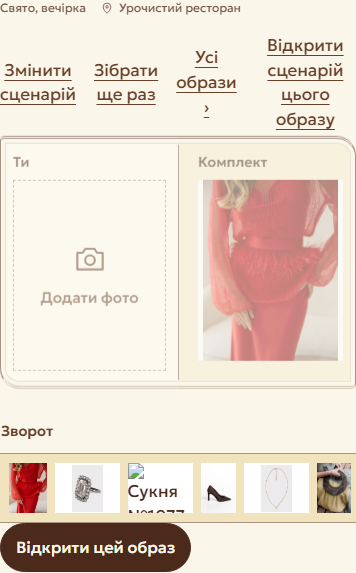 Свято, вечірка
Урочистий ресторан
Змінити
сценарій
Зібрати
ще раз
Усі
образи
›
Відкрити
сценарій
цього
образу
Ти
Комплект
Додати фото
Зворот
Сукня
Відкрити цей образ